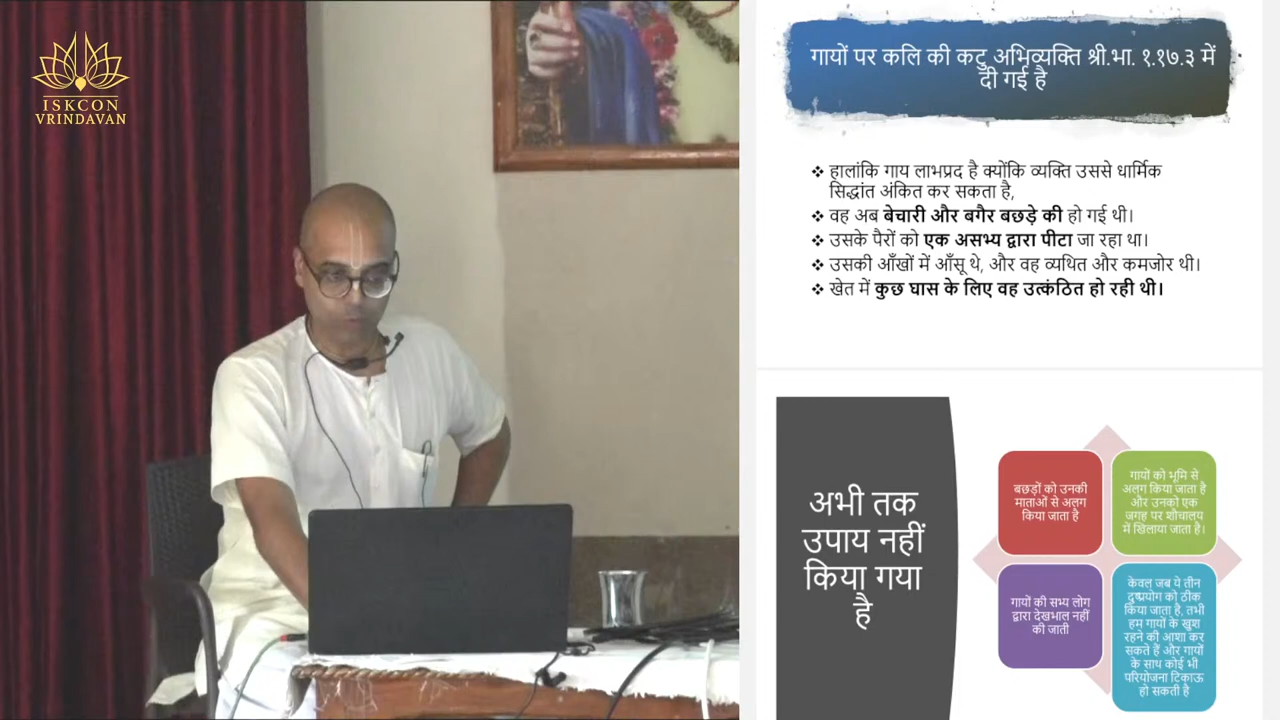 ISKCON
VRINDAVAN
गायों पर कलि की कटु अभिव्यक्ति श्री.भा. १.१७.३ में
दी गई है
❖ हालांकि गाय लाभप्रद है क्योंकि व्यक्ति उससे धार्मिक
सिद्धांत अंकित कर सकता है,
❖ वह अब बेचारी और बगैर बछड़े की हो गई थी।
❖ उसके पैरों को एक असभ्य द्वारा पीटा जा रहा था।
❖ उसकी आँखों में आँसू थे, और वह व्यथित और कमजोर थी।
❖ खेत में कुछ घास के लिए वह उत्कंठित हो रही थी।
अभी तक
उपाय नहीं
किया गया
है
बछड़ों को उनकी
माताओं से अलग
किया जाता है
गायों को भूमि से
अलग किया जाता है
और उनको एक
जगह पर शौचालय
में खिलाया जाता है।
गायों की सभ्य लोग
द्वारा देखभाल नहीं
की जाती
केवल जब ये तीन
दुष्प्रयोग को ठीक
किया जाता है, तभी
हम गायों के खुश
रहने की आशा कर
सकते हैं और गायों
के साथ कोई भी
परियोजना टिकाऊ
हो सकती है